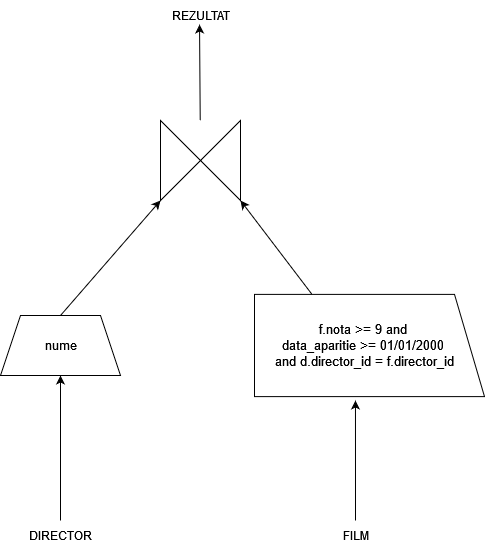 REZULTAT
nume
f.nota >= 9 and
data_aparitie >= 01/01/2000
and d.director_id = f.director_id
DIRECTOR
FILM